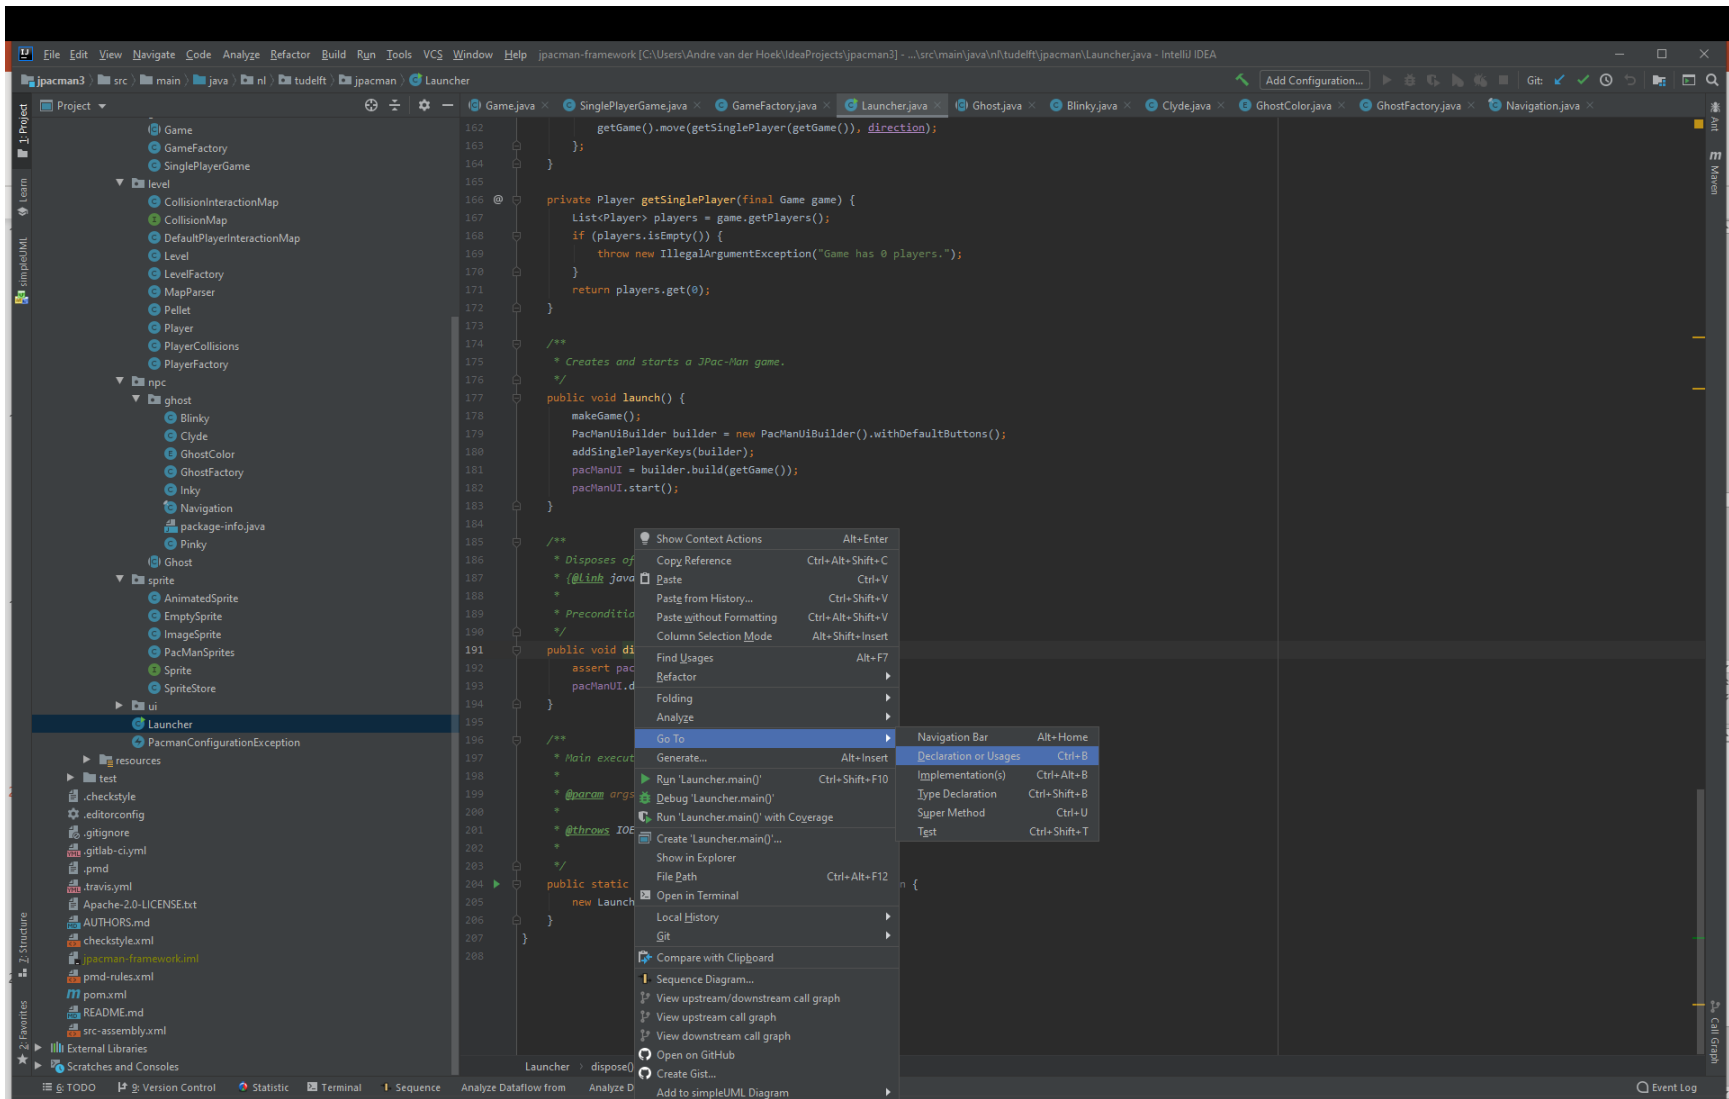 File Edit View Navigate Code Analyze Refactor Build Run Tools VCS Window Help jpacman-framework [C:\Users\Andre van der Hoek\IdeaProjects\jpacman3] - ...\src\main\java\nl\tudelft\jpacman\Launcher.java - IntelliJ IDEA
jpacman3 src main java nl tudelft jpacman Launcher Add Configuration... Git:
Project
Game.java SinglePlayerGame.java GameFactory.java Launcher.java Ghost.java Blinky.java Clyde.java GhostColor.java GhostFactory.java Navigation.java
1: Project
Learn
simpleUML
Z: Structure
2: Favorites
Game
GameFactory
SinglePlayerGame
level
CollisionInteractionMap
CollisionMap
DefaultPlayerInteractionMap
Level
LevelFactory
MapParser
Pellet
Player
PlayerCollisions
PlayerFactory
npc
ghost
Blinky
Clyde
GhostColor
GhostFactory
Inky
Navigation
package-info.java
Pinky
Ghost
sprite
AnimatedSprite
EmptySprite
ImageSprite
PacManSprites
Sprite
SpriteStore
ui
Launcher
PacmanConfigurationException
resources
test
.checkstyle
.editorconfig
.gitignore
.gitlab-ci.yml
.pmd
.travis.yml
Apache-2.0-LICENSE.txt
AUTHORS.md
checkstyle.xml
jpacman-framework.iml
pmd-rules.xml
pom.xml
README.md
src-assembly.xml
External Libraries
Scratches and Consoles
162 getGame().move(getSinglePlayer(getGame()), direction);
163 };
164 }
165
166 @ private Player getSinglePlayer(final Game game) {
167 List<Player> players = game.getPlayers();
168 if (players.isEmpty()) {
169 throw new IllegalArgumentException("Game has 0 players.");
170 }
171 return players.get(0);
172 }
173
174 /**
175 * Creates and starts a JPac-Man game.
176 */
177 public void launch() {
178 makeGame();
179 PacManUiBuilder builder = new PacManUiBuilder().withDefaultButtons();
180 addSinglePlayerKeys(builder);
181 pacManUI = builder.build(getGame());
182 pacManUI.start();
183 }
184
185 /**
186 * Disposes of
187 * {@link java
188 *
189 * Preconditio
190 */
191 public void di
192 assert pac
193 pacManUI.d
194 }
195
196 /**
197 * Main execut
198 *
199 * @param args
200 *
201 * @throws IOE
202 *
203 */
204 public static n {
205 new Launch
206 }
207 }
208
Show Context Actions Alt+Enter
Copy Reference Ctrl+Alt+Shift+C
Paste Ctrl+V
Paste from History... Ctrl+Shift+V
Paste without Formatting Ctrl+Alt+Shift+V
Column Selection Mode Alt+Shift+Insert
Find Usages Alt+F7
Refactor
Folding
Analyze
Go To
Generate... Alt+Insert
Run 'Launcher.main()' Ctrl+Shift+F10
Debug 'Launcher.main()'
Run 'Launcher.main()' with Coverage
Create 'Launcher.main()'...
Show in Explorer
File Path Ctrl+Alt+F12
Open in Terminal
Local History
Git
Compare with Clipboard
Sequence Diagram...
View upstream/downstream call graph
View upstream call graph
View downstream call graph
Open on GitHub
Create Gist...
Add to simpleUML Diagram
Navigation Bar Alt+Home
Declaration or Usages Ctrl+B
Implementation(s) Ctrl+Alt+B
Type Declaration Ctrl+Shift+B
Super Method Ctrl+U
Test Ctrl+Shift+T
Ant
Maven
Call Graph
Launcher dispose()
6: TODO 9: Version Control Statistic Terminal Sequence Analyze Dataflow from Analyze D Event Log